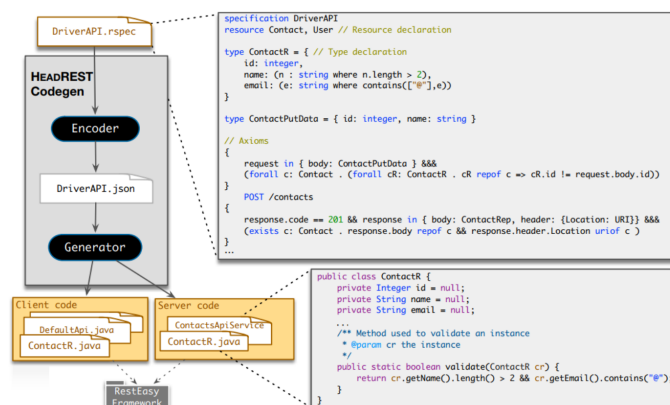 DriverAPI.rspec
HEADREST
Codegen
Encoder
DriverAPI.json
Generator
Client code
DefaultApi.java
ContactR.java
Server code
ContactsApiService
ContactR.java
RestEasy
Framework
specification DriverAPI
resource Contact, User // Resource declaration
type ContactR = { // Type declaration
id: integer,
name: (n : string where n.length > 2),
email: (e: string where contains(["@"],e))
}
type ContactPutData = { id: integer, name: string }
// Axioms
{
request in { body: ContactPutData } &&&
(forall c: Contact . (forall cR: ContactR . cR repof c => cR.id != request.body.id))
}
POST /contacts
{
response.code == 201 && response in { body: ContactRep, header: {Location: URI}} &&&
(exists c: Contact . response.body repof c && response.header.Location uriof c )
}
...
public class ContactR {
private Integer id = null;
private String name = null;
private String email = null;
...
/** Method used to validate an instance
* @param cr the instance
*/
public static boolean validate(ContactR cr) {
return cr.getName().length() > 2 && cr.getEmail().contains("@")
}
}